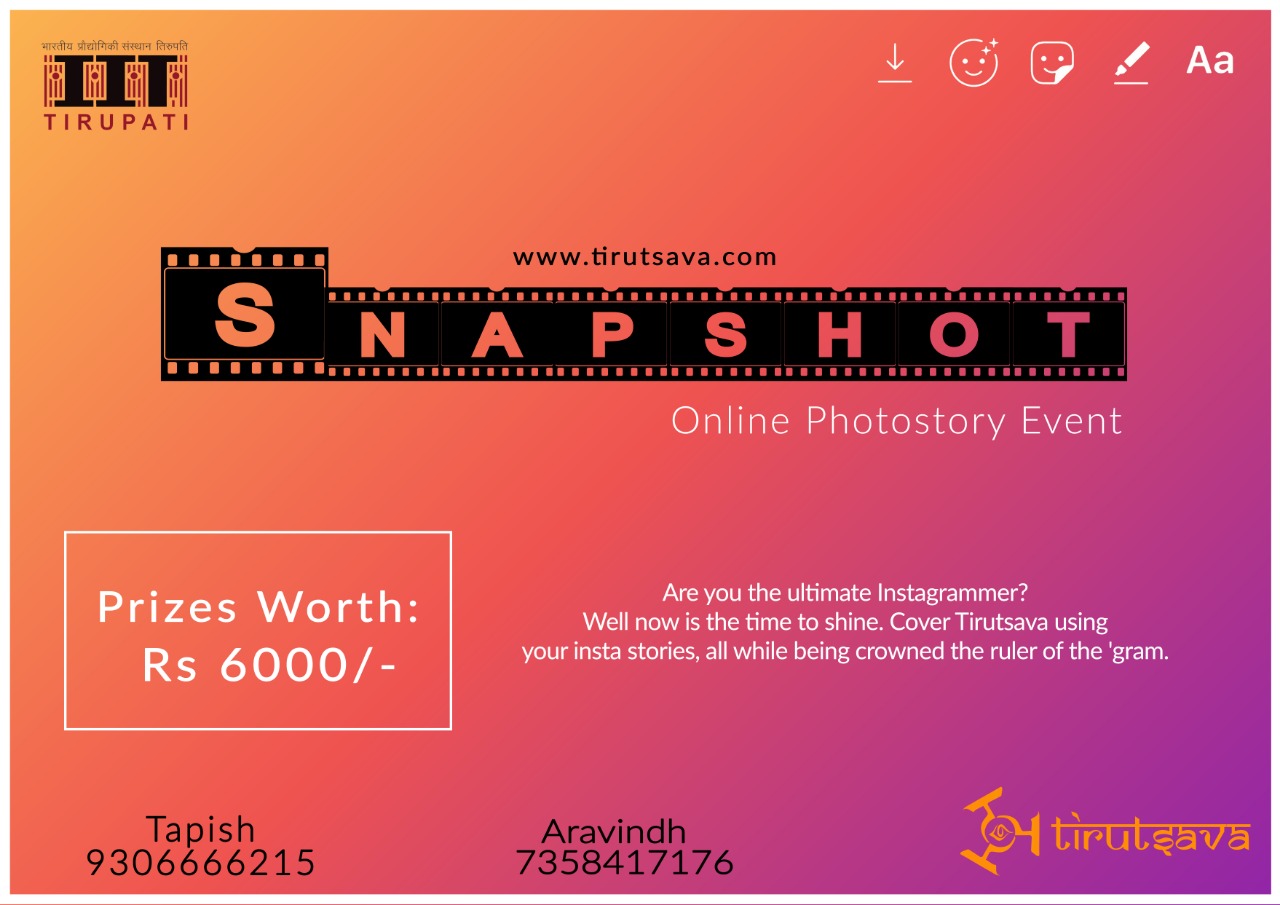 भारतीय प्रौद्योगिकी संस्थान तिरुपति
IIT
TIRUPATI
Aa
www.tirutsava.com
SNAPSHOT
Online Photostory Event
Prizes Worth:
Rs 6000/-
Are you the ultimate Instagrammer?
Well now is the time to shine. Cover Tirutsava using
your insta stories, all while being crowned the ruler of the 'gram.
Tapish
9306666215
Aravindh
7358417176
tirutsava